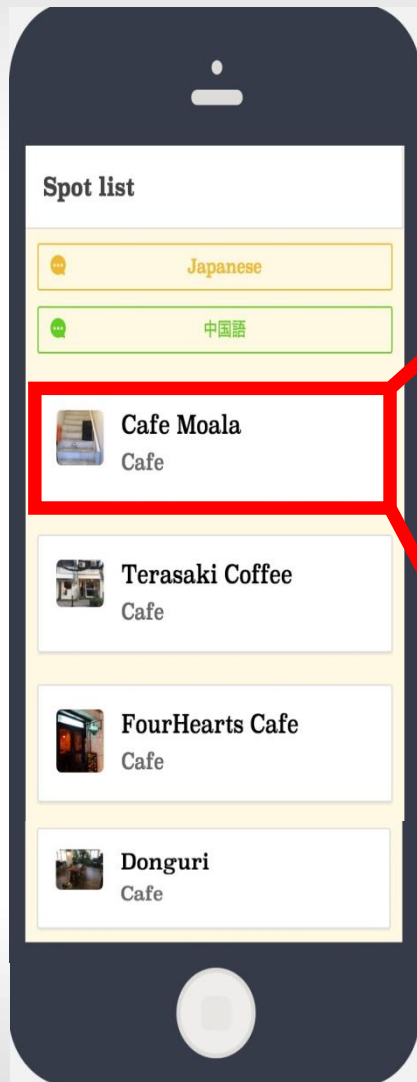 Spot list
Japanese
中国語
Cafe Moala
Cafe
Terasaki Coffee
Cafe
FourHearts Cafe
Cafe
Donguri
Cafe